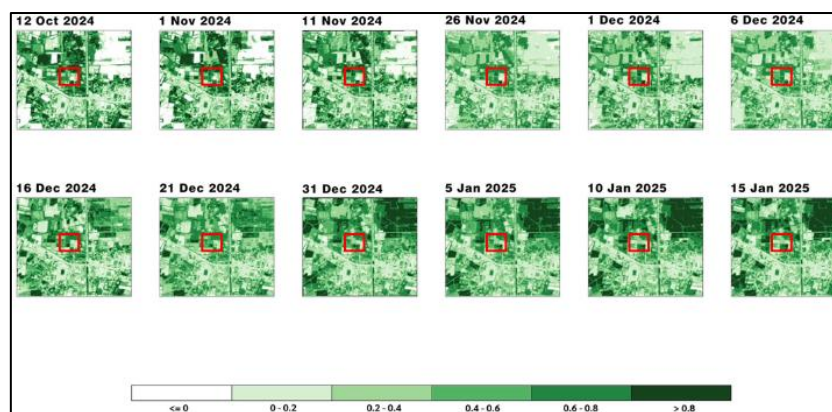 12 Oct 2024 1 Nov 2024 11 Nov 2024 26 Nov 2024 1 Dec 2024 6 Dec 2024
16 Dec 2024 21 Dec 2024 31 Dec 2024 5 Jan 2025 10 Jan 2025 15 Jan 2025
<= 0 0 - 0.2 0.2 - 0.4 0.4 - 0.6 0.6 - 0.8 > 0.8